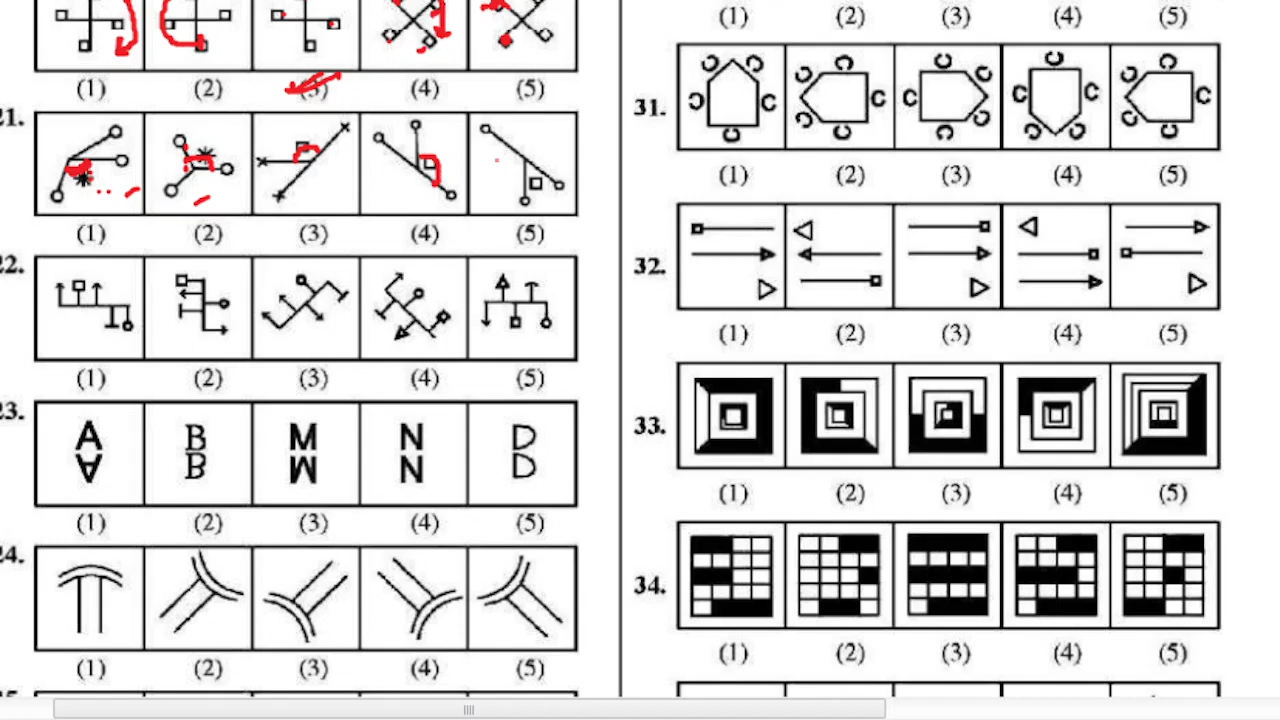 (1) (2) (3) (4) (5)
21.
(1) (2) (3) (4) (5)
22.
(1) (2) (3) (4) (5)
23.
A B M N D
B N D
(1) (2) (3) (4) (5)
24.
(1) (2) (3) (4) (5)
(1) (2) (3) (4) (5)
31.
(1) (2) (3) (4) (5)
32.
(1) (2) (3) (4) (5)
33.
(1) (2) (3) (4) (5)
34.
(1) (2) (3) (4) (5)